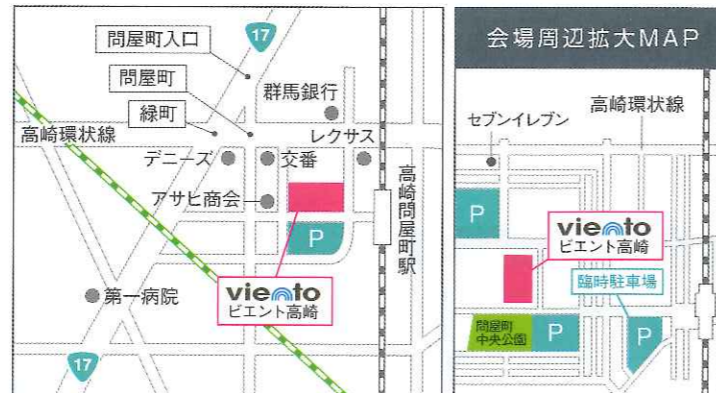 17
問屋町入口
問屋町
緑町
群馬銀行
高崎環状線
レクサス
デニーズ
交番
アサヒ商会
高崎問屋町駅
P
viento
ビエント高崎
第一病院
17
会場周辺拡大MAP
セブンイレブン
高崎環状線
P
viento
ビエント高崎
臨時駐車場
問屋町
中央公園
P
P